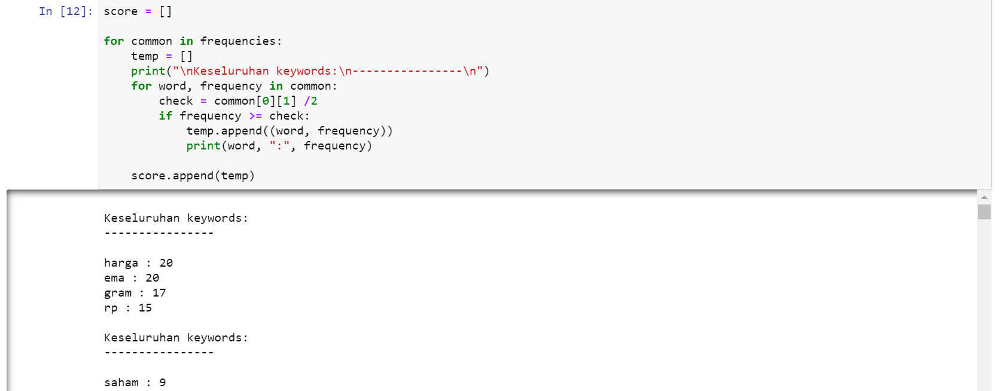 In [12]: score = []
for common in frequencies:
    temp = []
    print("\nKeseluruhan keywords:\n----------------\n")
    for word, frequency in common:
        check = common[0][1] /2
        if frequency >= check:
            temp.append((word, frequency))
            print(word, ":", frequency)
    score.append(temp)
Keseluruhan keywords:
----------------
harga : 20
ema : 20
gram : 17
rp : 15
Keseluruhan keywords:
----------------
saham : 9